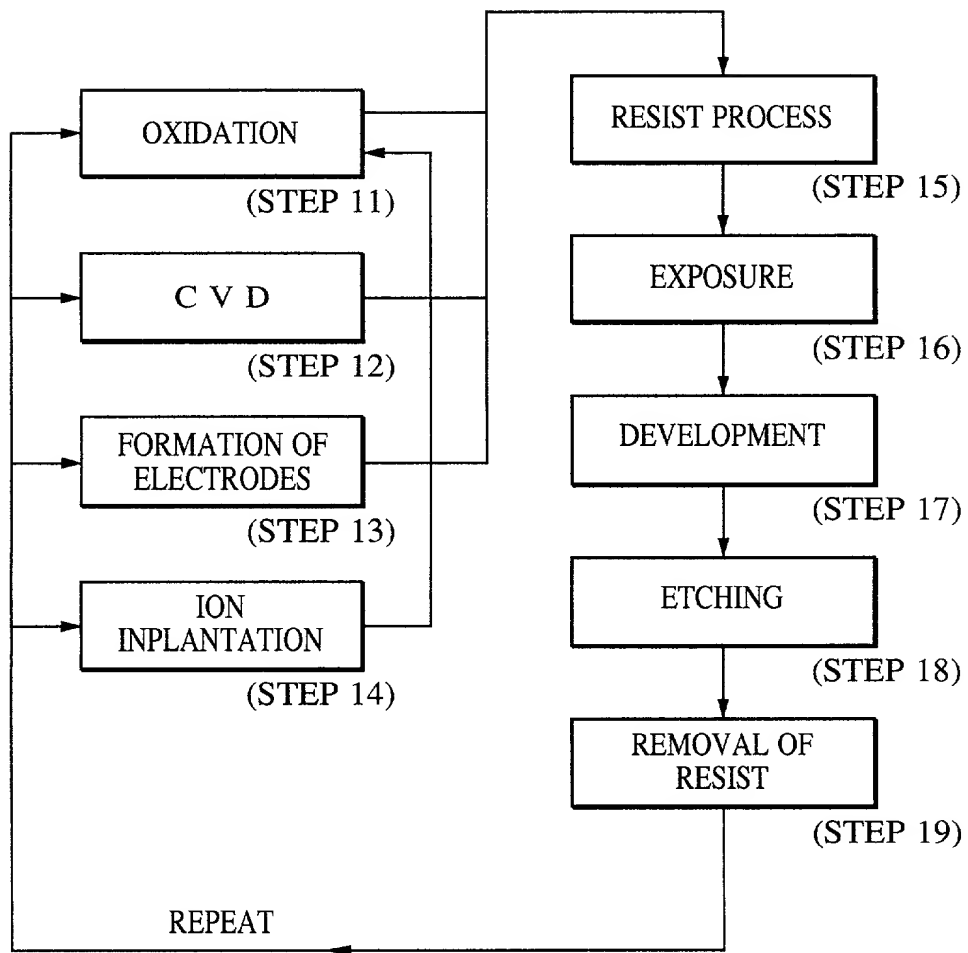 OXIDATION
(STEP 11)
C V D
(STEP 12)
FORMATION OF
ELECTRODES
(STEP 13)
ION
INPLANTATION
(STEP 14)
RESIST PROCESS
(STEP 15)
EXPOSURE
(STEP 16)
DEVELOPMENT
(STEP 17)
ETCHING
(STEP 18)
REMOVAL OF
RESIST
(STEP 19)
REPEAT